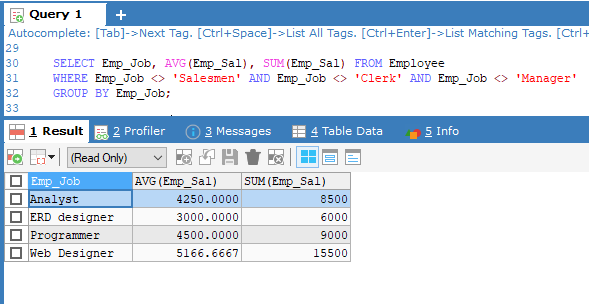 Query 1 +
Autocomplete: [Tab]->Next Tag. [Ctrl+Space]->List All Tags. [Ctrl+Enter]->List Matching Tags. [Ctrl+
29
30 SELECT Emp_Job, AVG(Emp_Sal), SUM(Emp_Sal) FROM Employee
31 WHERE Emp_Job <> 'Salesmen' AND Emp_Job <> 'Clerk' AND Emp_Job <> 'Manager'
32 GROUP BY Emp_Job;
33
1 Result 2 Profiler 3 Messages 4 Table Data 5 Info
(Read Only)
Emp_Job AVG(Emp_Sal) SUM(Emp_Sal)
Analyst 4250.0000 8500
ERD designer 3000.0000 6000
Programmer 4500.0000 9000
Web Designer 5166.6667 15500